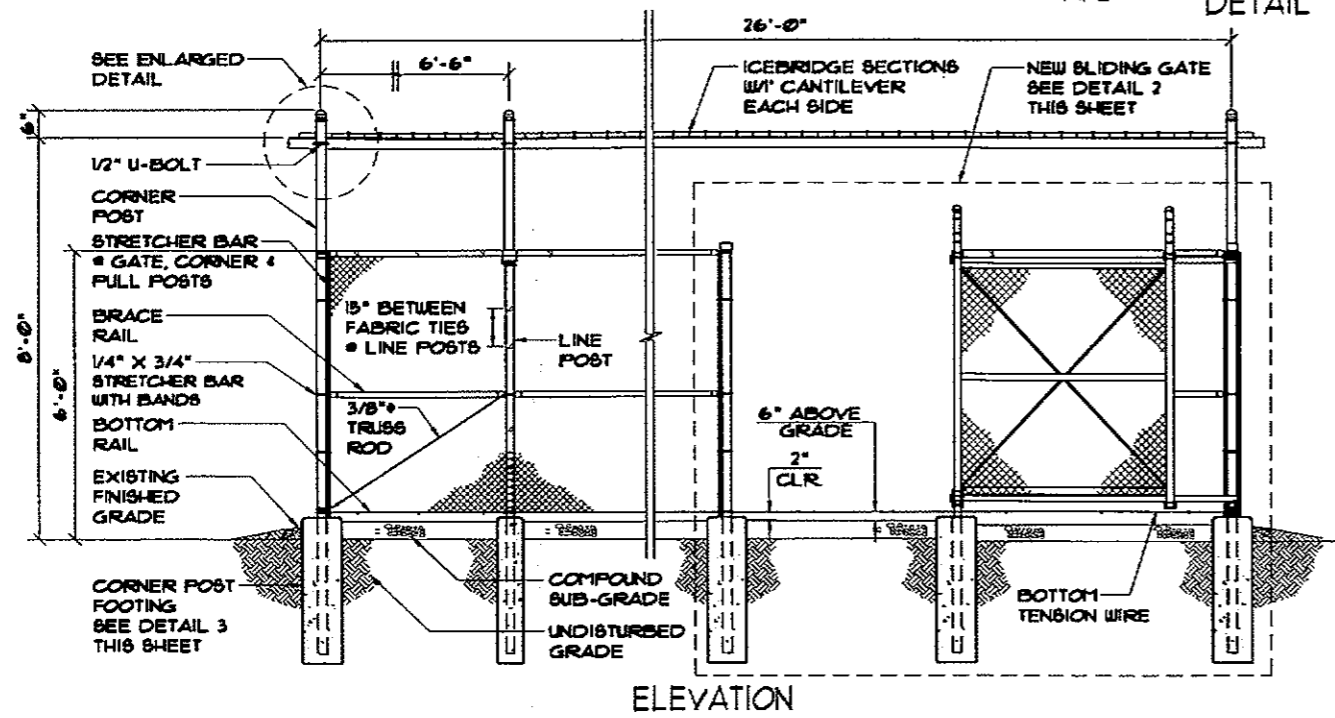 DETAIL
26'-0"
SEE ENLARGED
DETAIL
6'-6"
ICEBRIDGE SECTIONS
W/1' CANTILEVER
EACH SIDE
NEW SLIDING GATE
SEE DETAIL 2
THIS SHEET
6"
1/2" U-BOLT
CORNER
POST
STRETCHER BAR
@ GATE, CORNER &
PULL POSTS
15" BETWEEN
FABRIC TIES
@ LINE POSTS
LINE
POST
BRACE
RAIL
8'-0"
6'-0"
1/4" X 3/4"
STRETCHER BAR
WITH BANDS
3/8"ø
TRUSS
ROD
6" ABOVE
GRADE
BOTTOM
RAIL
2"
CLR.
EXISTING
FINISHED
GRADE
CORNER POST
FOOTING
SEE DETAIL 3
THIS SHEET
COMPOUND
SUB-GRADE
UNDISTURBED
GRADE
BOTTOM
TENSION WIRE
ELEVATION